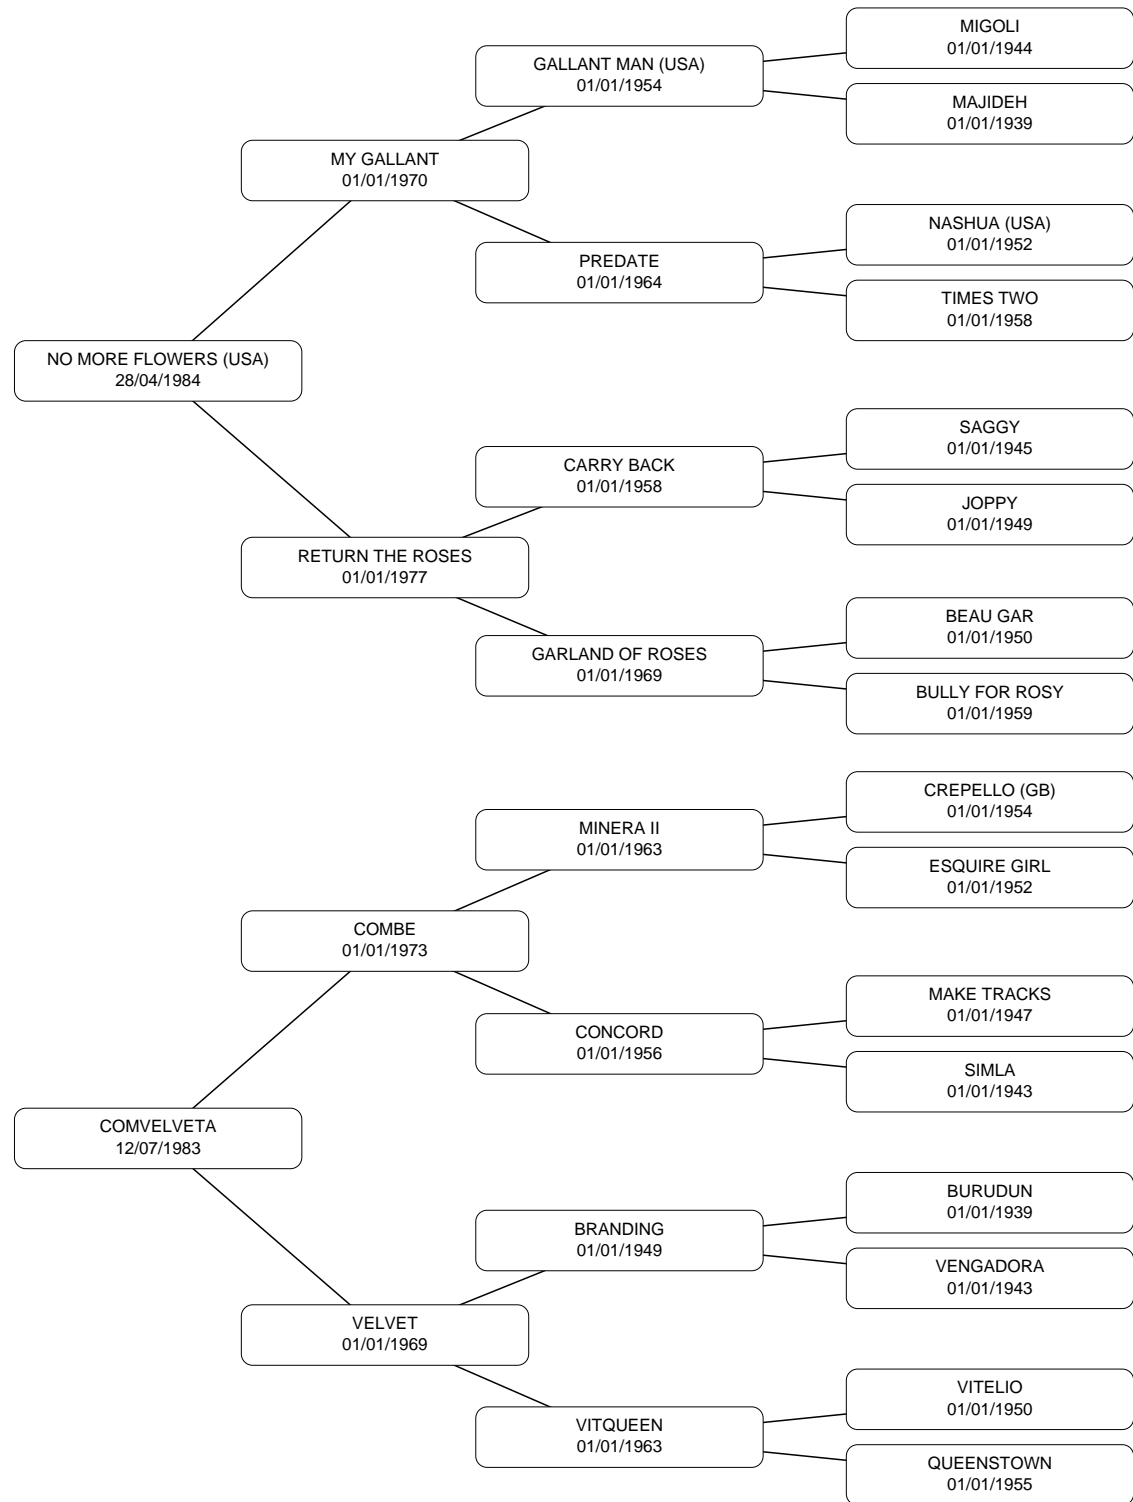 MIGOLI
01/01/1944
GALLANT MAN (USA)
01/01/1954
MAJIDEH
01/01/1939
MY GALLANT
01/01/1970
NASHUA (USA)
01/01/1952
PREDATE
01/01/1964
TIMES TWO
01/01/1958
NO MORE FLOWERS (USA)
28/04/1984
SAGGY
01/01/1945
CARRY BACK
01/01/1958
JOPPY
01/01/1949
RETURN THE ROSES
01/01/1977
BEAU GAR
01/01/1950
GARLAND OF ROSES
01/01/1969
BULLY FOR ROSY
01/01/1959
CREPELLO (GB)
01/01/1954
MINERA II
01/01/1963
ESQUIRE GIRL
01/01/1952
COMBE
01/01/1973
MAKE TRACKS
01/01/1947
CONCORD
01/01/1956
SIMLA
01/01/1943
COMVELVETA
12/07/1983
BURUDUN
01/01/1939
BRANDING
01/01/1949
VENGADORA
01/01/1943
VELVET
01/01/1969
VITELIO
01/01/1950
VITQUEEN
01/01/1963
QUEENSTOWN
01/01/1955